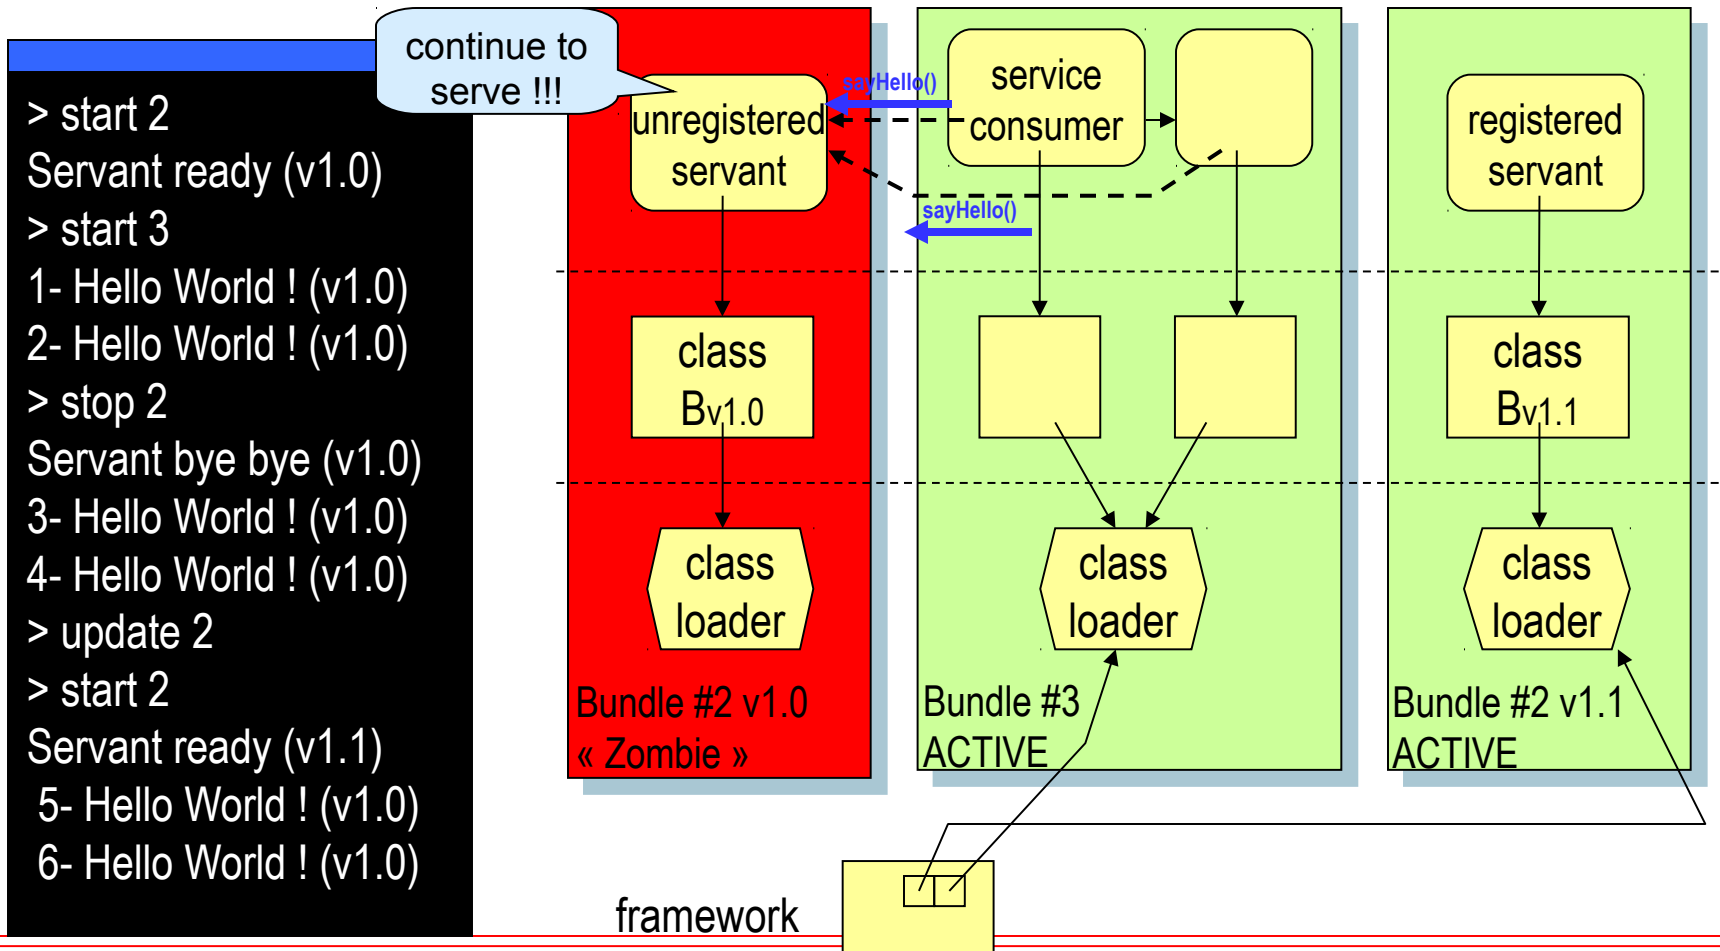 > start 2
Servant ready (v1.0)
> start 3
1- Hello World ! (v1.0)
2- Hello World ! (v1.0)
> stop 2
Servant bye bye (v1.0)
3- Hello World ! (v1.0)
4- Hello World ! (v1.0)
> update 2
> start 2
Servant ready (v1.1)
5- Hello World ! (v1.0)
6- Hello World ! (v1.0)
continue to
serve !!!
unregistered
servant
class
Bv1.0
class
loader
Bundle #2 v1.0
« Zombie »
sayHello()
sayHello()
service
consumer
class
loader
Bundle #3
ACTIVE
registered
servant
class
Bv1.1
class
loader
Bundle #2 v1.1
ACTIVE
framework